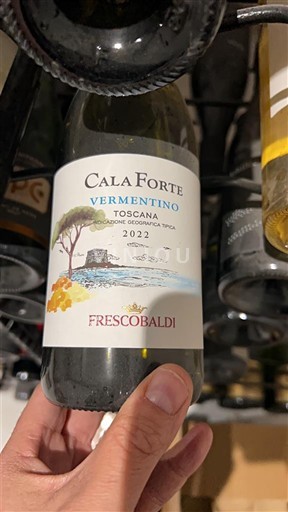 CALA FORTE
VERMENTINO
TOSCANA
INDICAZIONE GEOGRAFICA TIPICA
2022
FRESCOBALDI